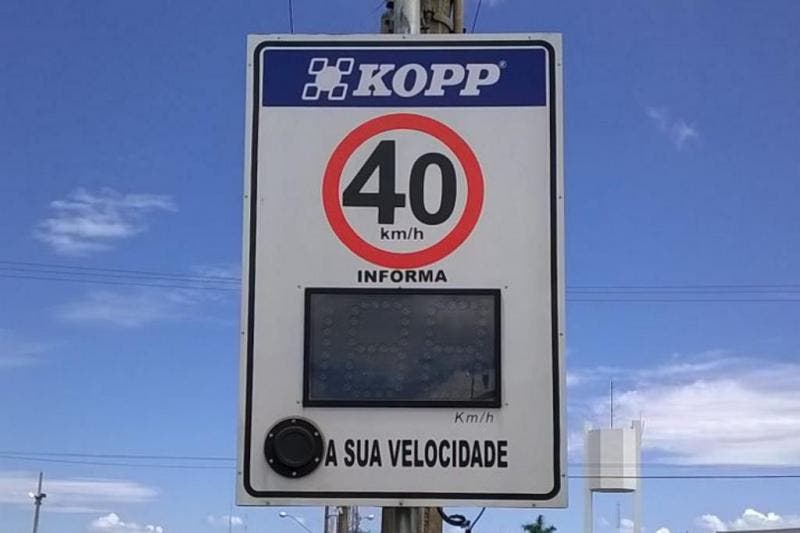 KOPP
40
km/h
INFORMA
Km/h
A SUA VELOCIDADE